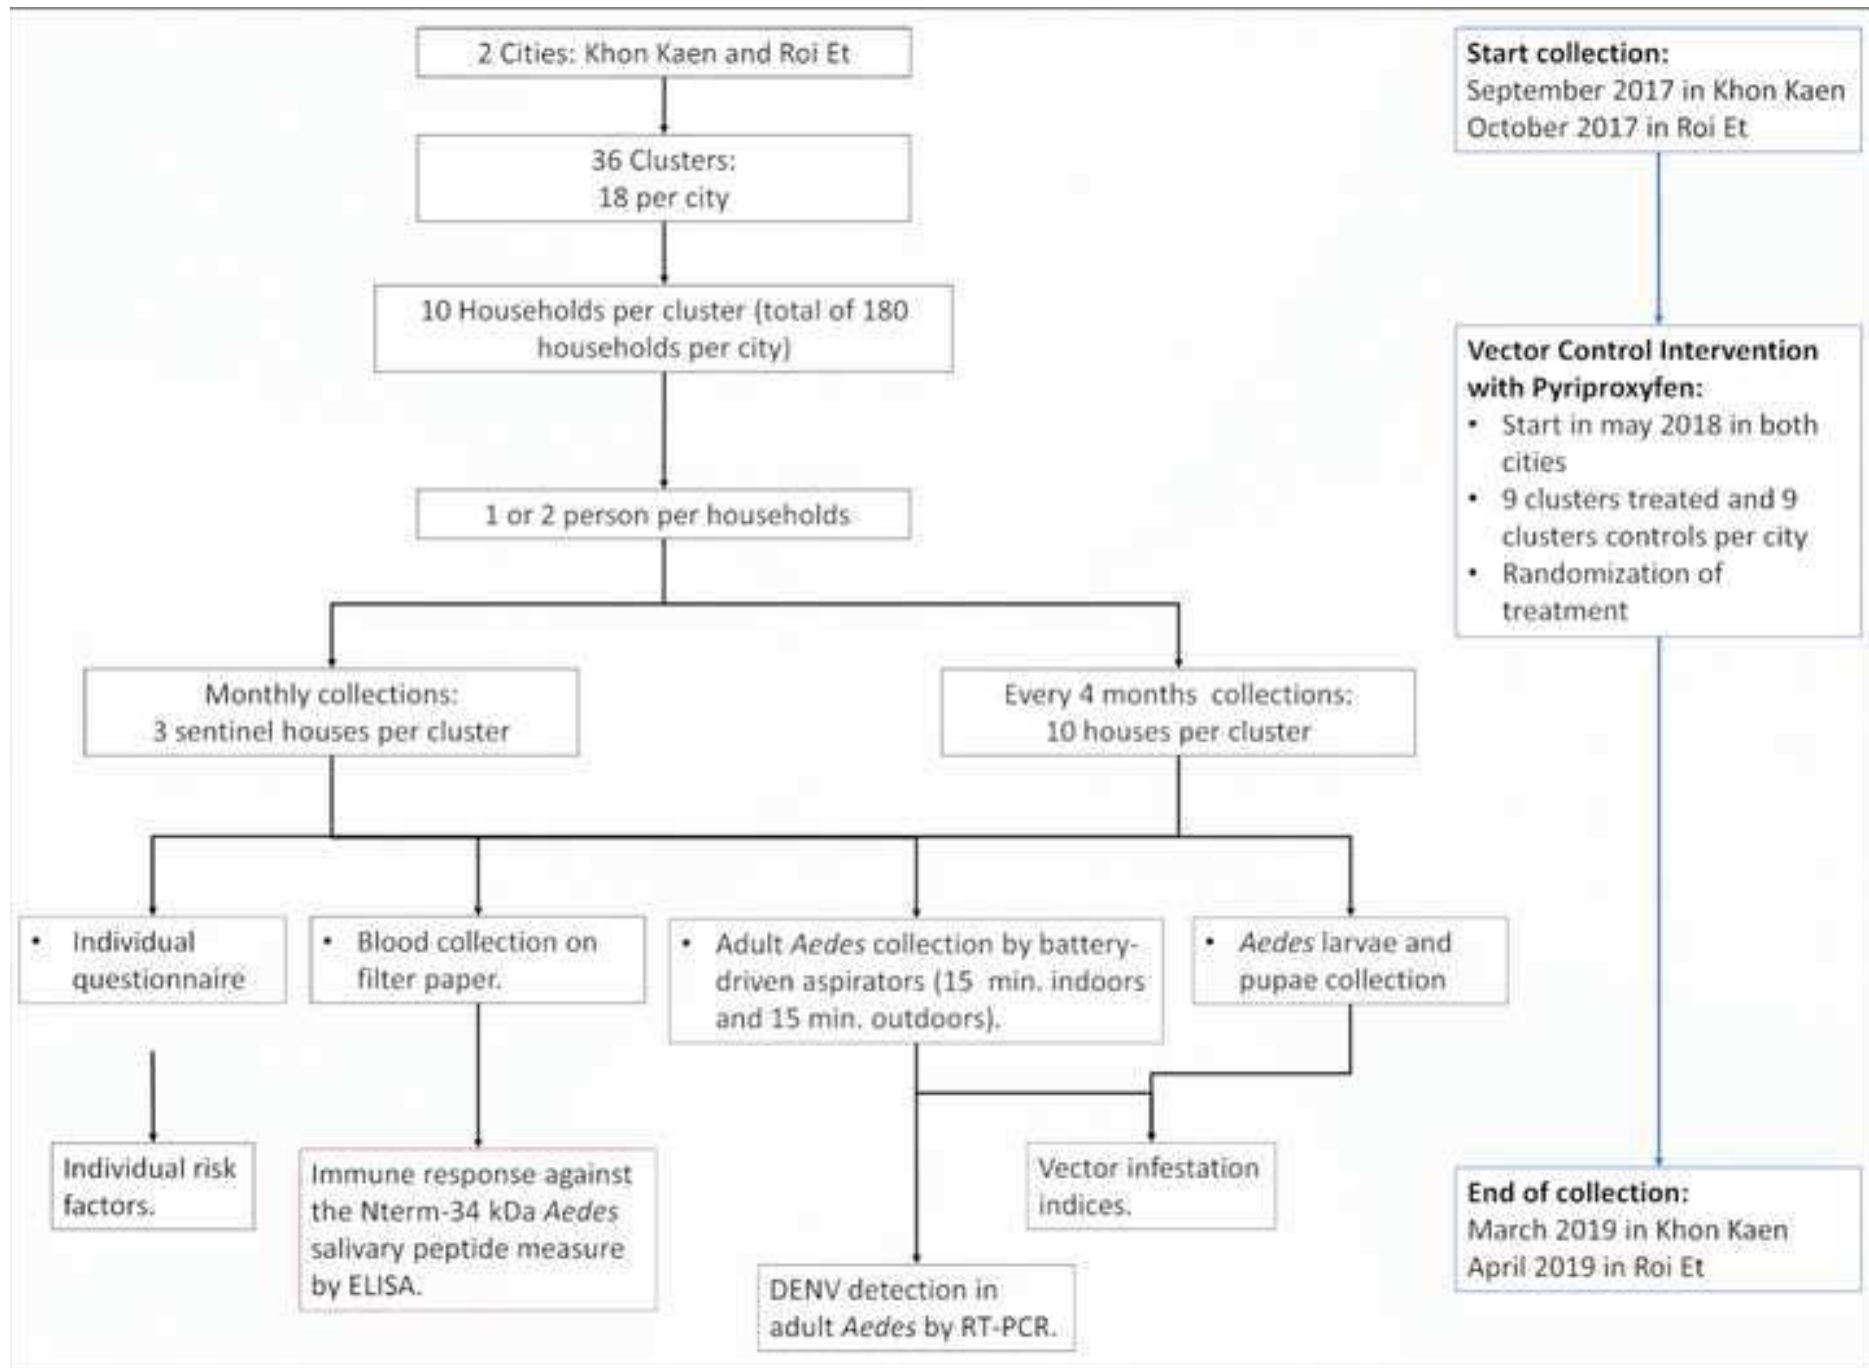 2 Cities: Khon Kaen and Roi Et
36 Clusters:
18 per city
10 Households per cluster (total of 180
households per city)
1 or 2 person per households
Monthly collections:
3 sentinel houses per cluster
Every 4 months collections:
10 houses per cluster
• Individual
questionnaire
• Blood collection on
filter paper.
• Adult Aedes collection by battery-
driven aspirators (15 min. indoors
and 15 min. outdoors).
• Aedes larvae and
pupae collection
Individual risk
factors.
Immune response against
the Nterm-34 kDa Aedes
salivary peptide measure
by ELISA.
Vector infestation
indices.
DENV detection in
adult Aedes by RT-PCR.
Start collection:
September 2017 in Khon Kaen
October 2017 in Roi Et
Vector Control Intervention
with Pyriproxyfen:
• Start in may 2018 in both
cities
• 9 clusters treated and 9
clusters controls per city
• Randomization of
treatment
End of collection:
March 2019 in Khon Kaen
April 2019 in Roi Et